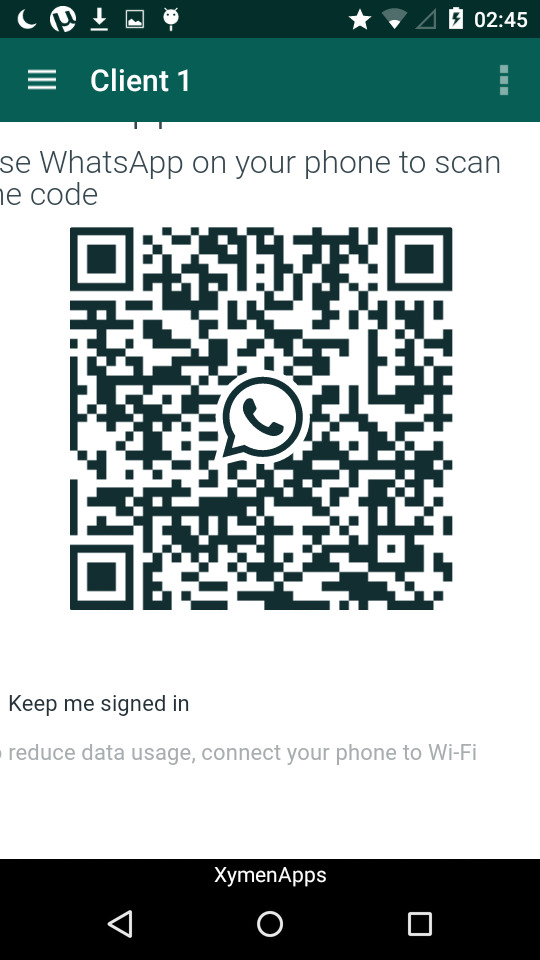 02:45
Client 1
se WhatsApp on your phone to scan
e code
Keep me signed in
reduce data usage, connect your phone to Wi-Fi
XymenApps